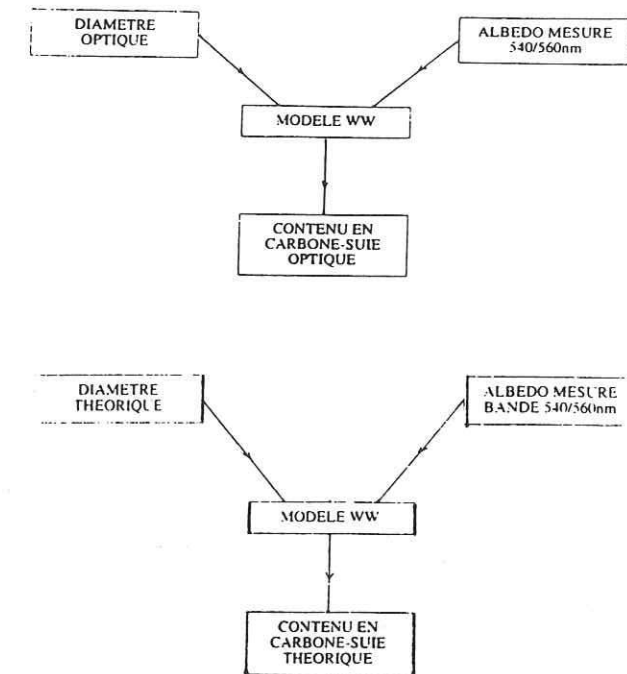 DIAMETRE
OPTIQUE
ALBEDO MESURE
540/560nm
MODELE WW
CONTENU EN
CARBONE-SUIE
OPTIQUE
DIAMETRE
THEORIQUE
ALBEDO MESURE
BANDE 540/560nm
MODELE WW
CONTENU EN
CARBONE-SUIE
THEORIQUE